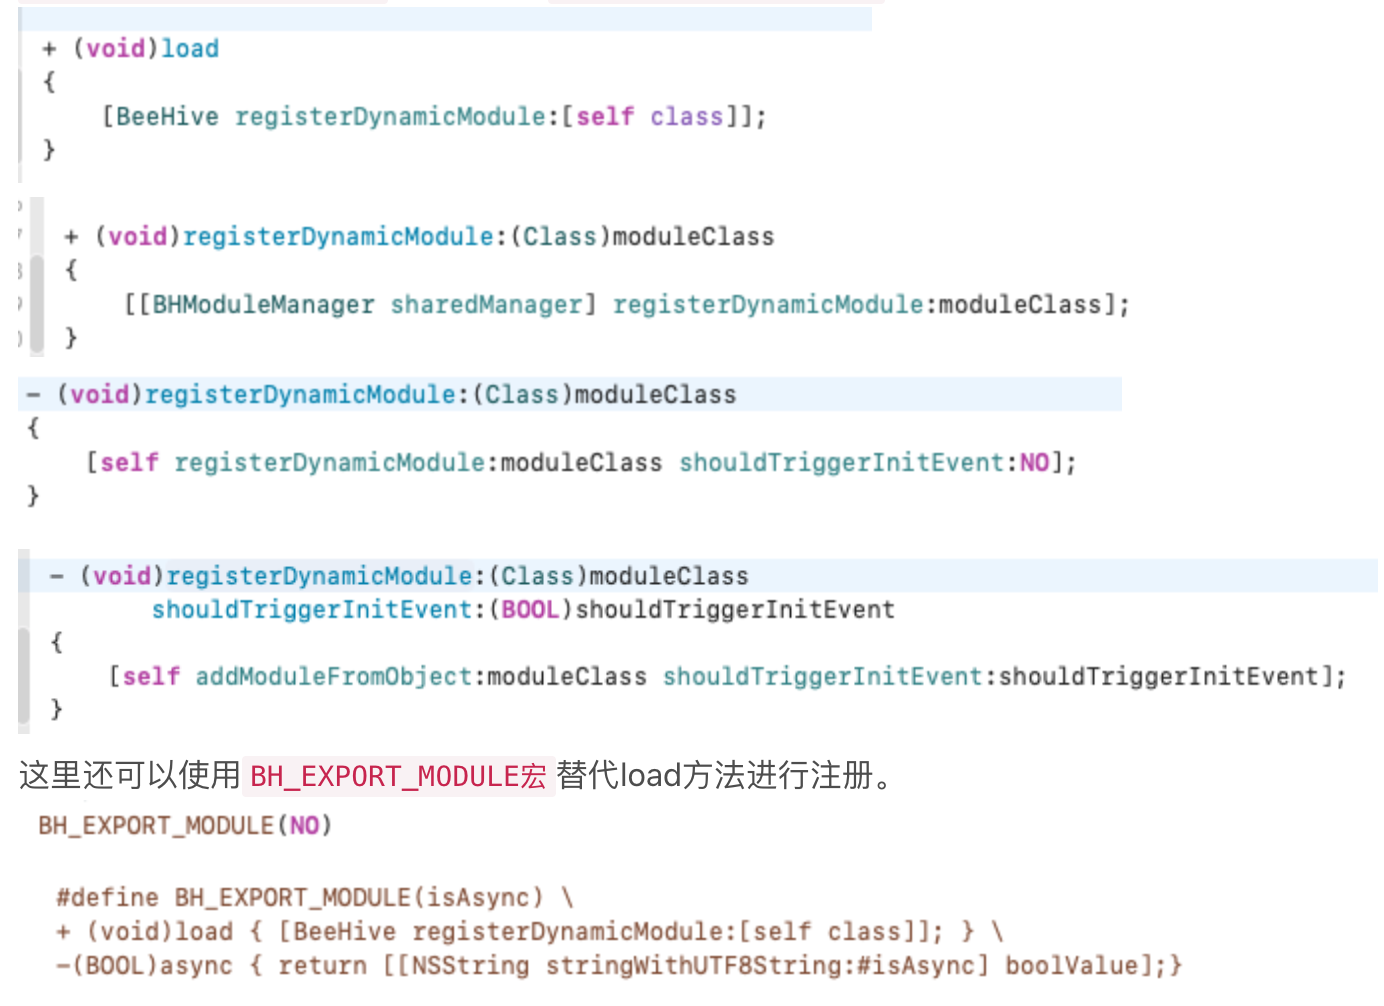 + (void)load
{
    [BeeHive registerDynamicModule:[self class]];
}
+ (void)registerDynamicModule:(Class)moduleClass
{
    [[BHModuleManager sharedManager] registerDynamicModule:moduleClass];
}
- (void)registerDynamicModule:(Class)moduleClass
{
    [self registerDynamicModule:moduleClass shouldTriggerInitEvent:NO];
}
- (void)registerDynamicModule:(Class)moduleClass
       shouldTriggerInitEvent:(BOOL)shouldTriggerInitEvent
{
    [self addModuleFromObject:moduleClass shouldTriggerInitEvent:shouldTriggerInitEvent];
}
这里还可以使用BH_EXPORT_MODULE宏替代load方法进行注册。
BH_EXPORT_MODULE(NO)
#define BH_EXPORT_MODULE(isAsync) \
+ (void)load { [BeeHive registerDynamicModule:[self class]]; } \
-(BOOL)async { return [[NSString stringWithUTF8String:#isAsync] boolValue];}